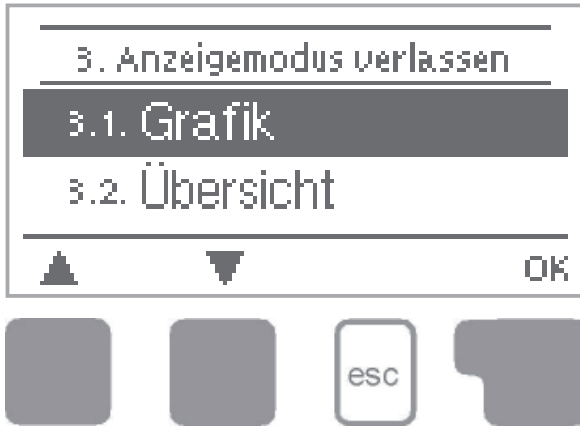 3. Anzeigemodus verlassen
3.1. Grafik
3.2. Übersicht
OK
esc